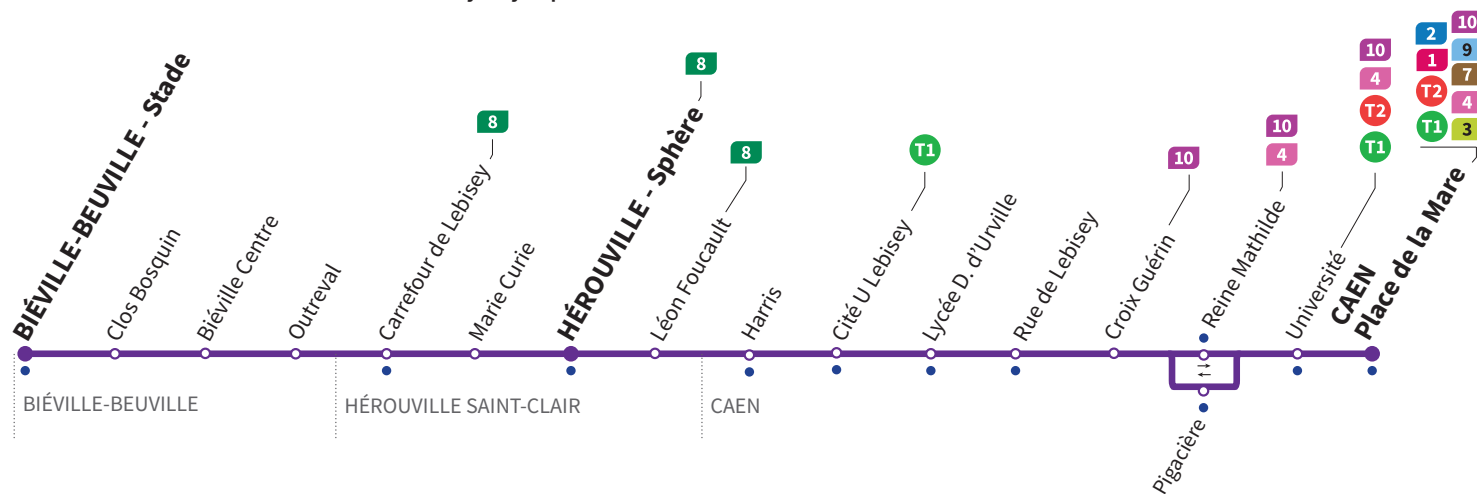 BIÉVILLE-BEUVILLE - Stade
Clos Bosquin
Biéville Centre
Outreval
Carrefour de Lebisey
8
Marie Curie
HÉROUVILLE - Sphère
8
Léon Foucault
8
Harris
Cité U Lebisey
T1
Lycée D. d'Urville
Rue de Lebisey
Croix Guérin
10
Reine Mathilde
10
4
Pigacière
Université
10
4
T2
T1
CAEN
Place de la Mare
2
1
T2
T1
10
9
7
4
3
BIÉVILLE-BEUVILLE
HÉROUVILLE SAINT-CLAIR
CAEN